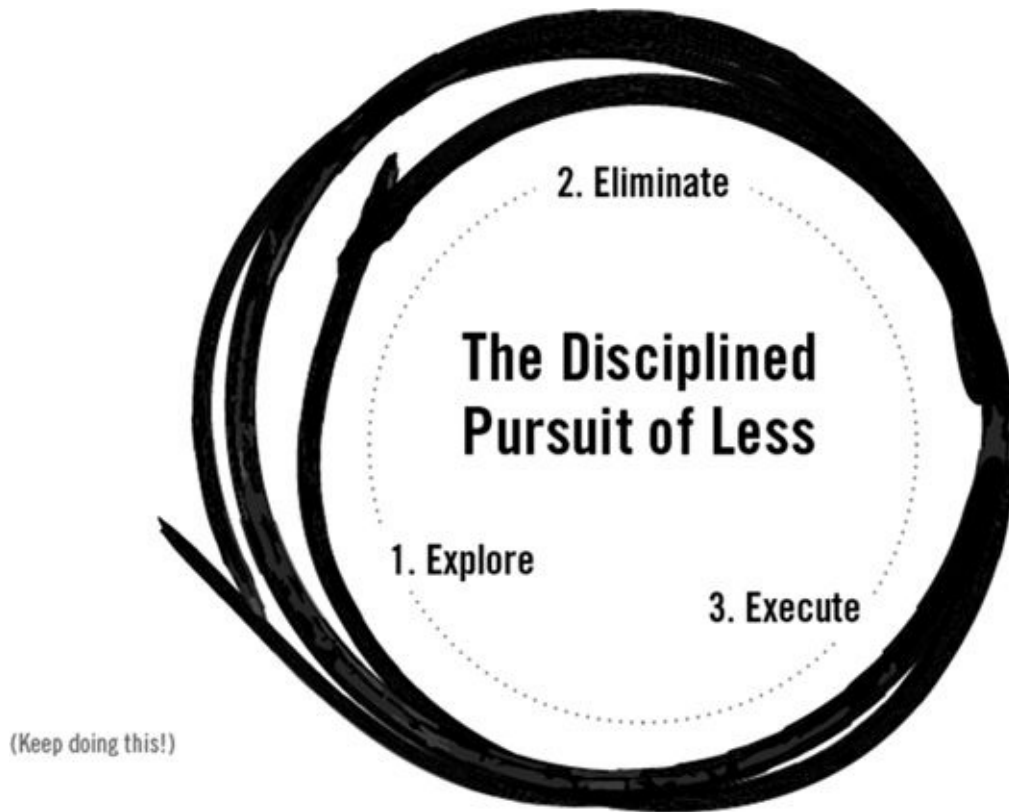 2. Eliminate
The Disciplined
Pursuit of Less
1. Explore
3. Execute
(Keep doing this!)